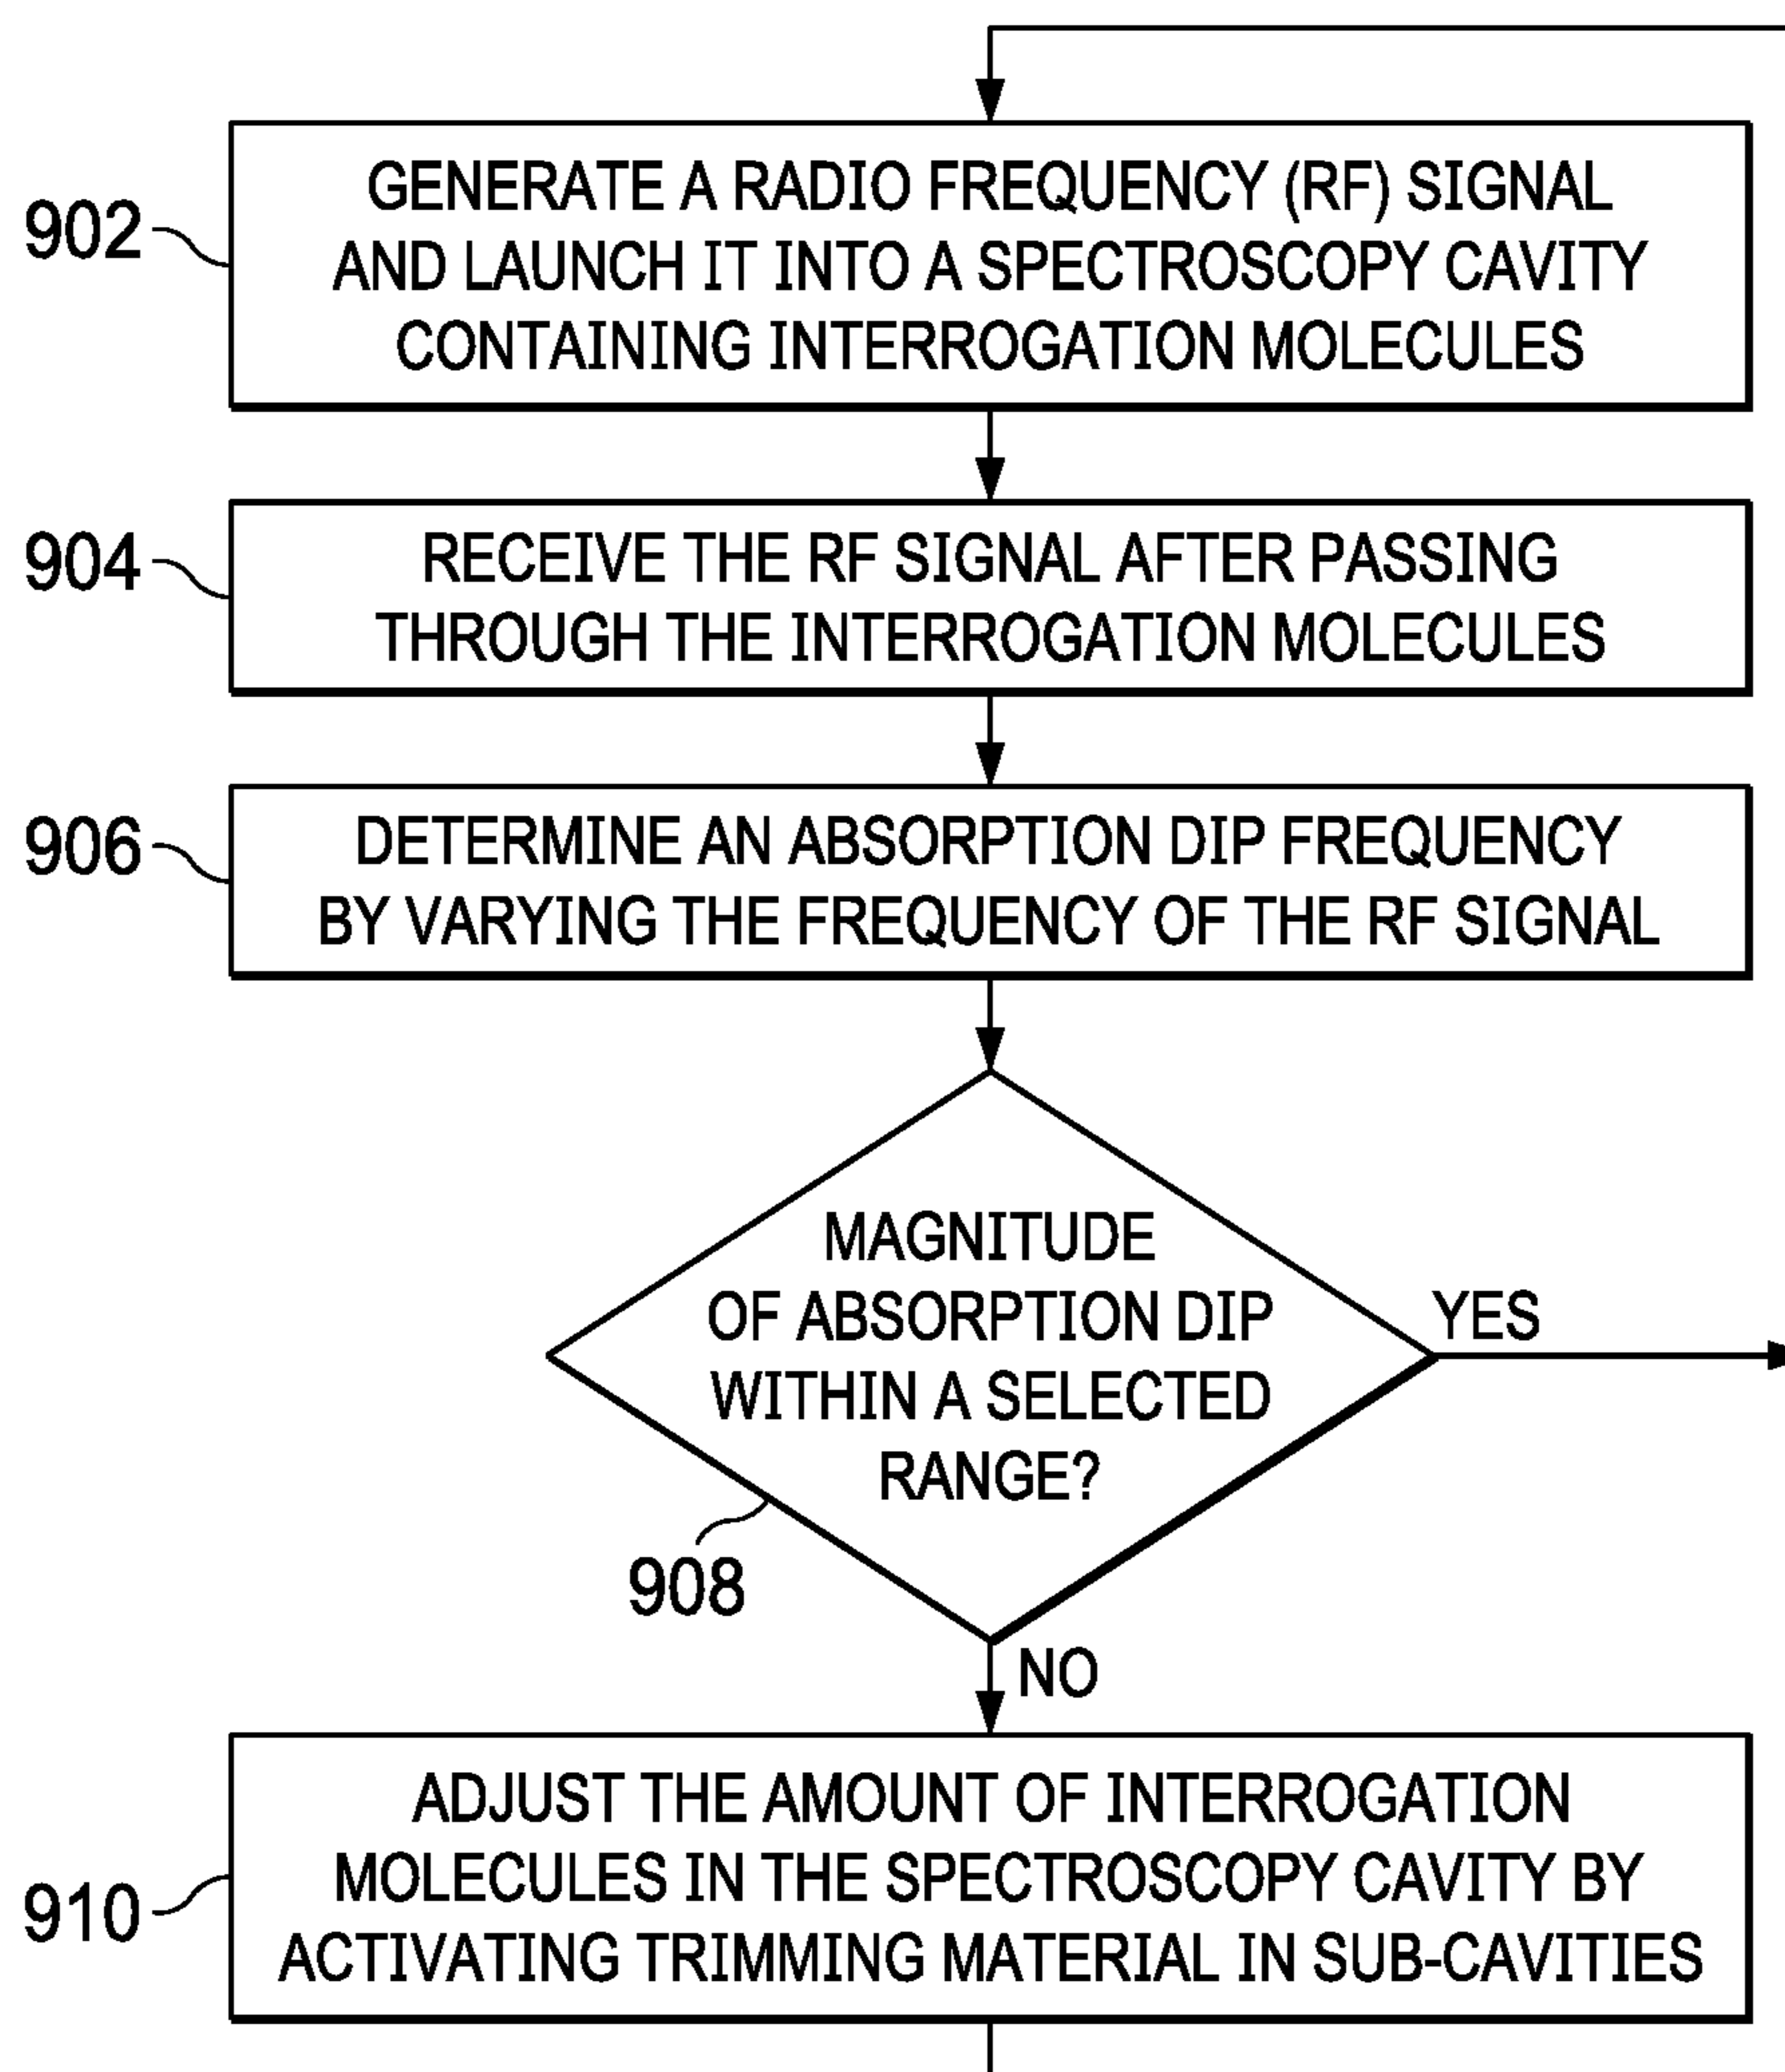 902
GENERATE A RADIO FREQUENCY (RF) SIGNAL
AND LAUNCH IT INTO A SPECTROSCOPY CAVITY
CONTAINING INTERROGATION MOLECULES
904
RECEIVE THE RF SIGNAL AFTER PASSING
THROUGH THE INTERROGATION MOLECULES
906
DETERMINE AN ABSORPTION DIP FREQUENCY
BY VARYING THE FREQUENCY OF THE RF SIGNAL
MAGNITUDE
OF ABSORPTION DIP
WITHIN A SELECTED
RANGE?
YES
908
NO
910
ADJUST THE AMOUNT OF INTERROGATION
MOLECULES IN THE SPECTROSCOPY CAVITY BY
ACTIVATING TRIMMING MATERIAL IN SUB-CAVITIES